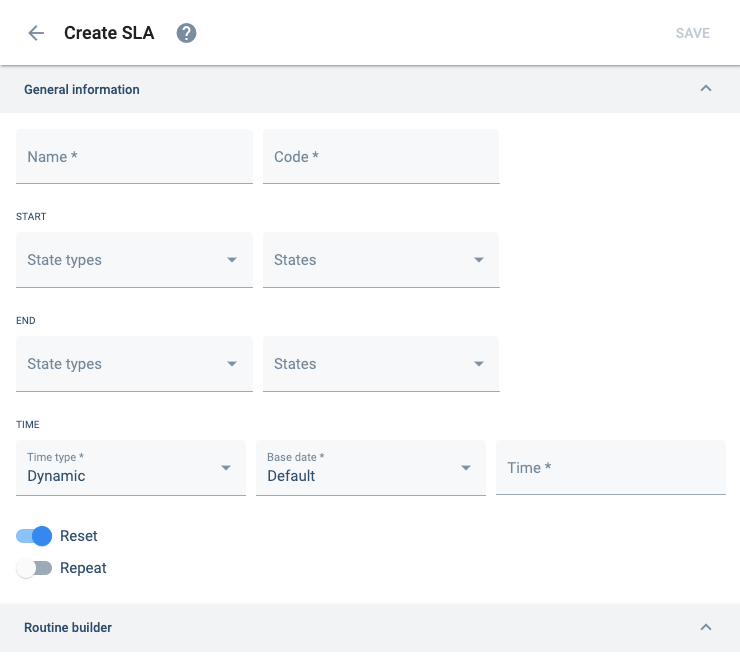 Create SLA ?
SAVE
General information
Name * Code *
START
State types States
END
State types States
TIME
Time type * Base date * Time *
Dynamic Default
Reset
Repeat
Routine builder